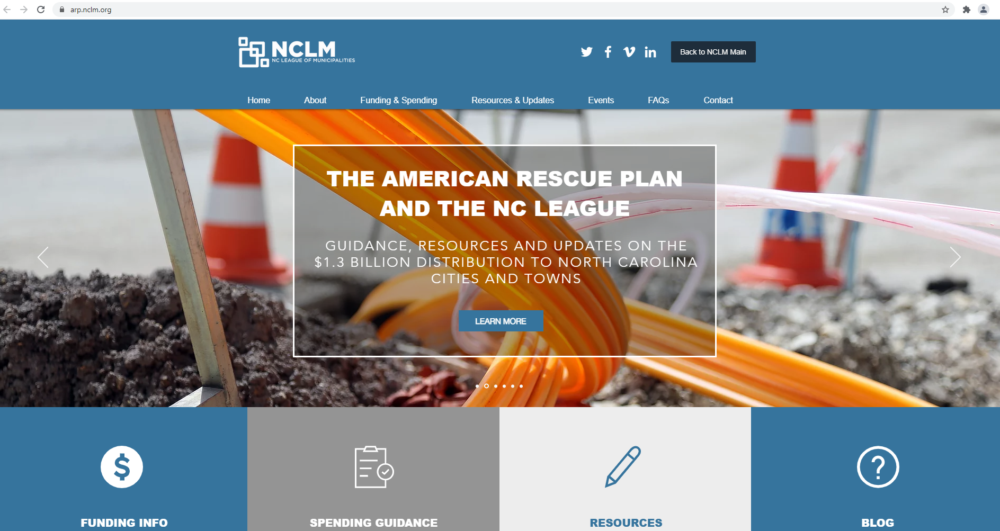 arp.nclm.org
NCLM
NC LEAGUE OF MUNICIPALITIES
Back to NCLM Main
Home About Funding & Spending Resources & Updates Events FAQs Contact
THE AMERICAN RESCUE PLAN
AND THE NC LEAGUE
GUIDANCE, RESOURCES AND UPDATES ON THE
$1.3 BILLION DISTRIBUTION TO NORTH CAROLINA
CITIES AND TOWNS
LEARN MORE
FUNDING INFO
SPENDING GUIDANCE
RESOURCES
BLOG